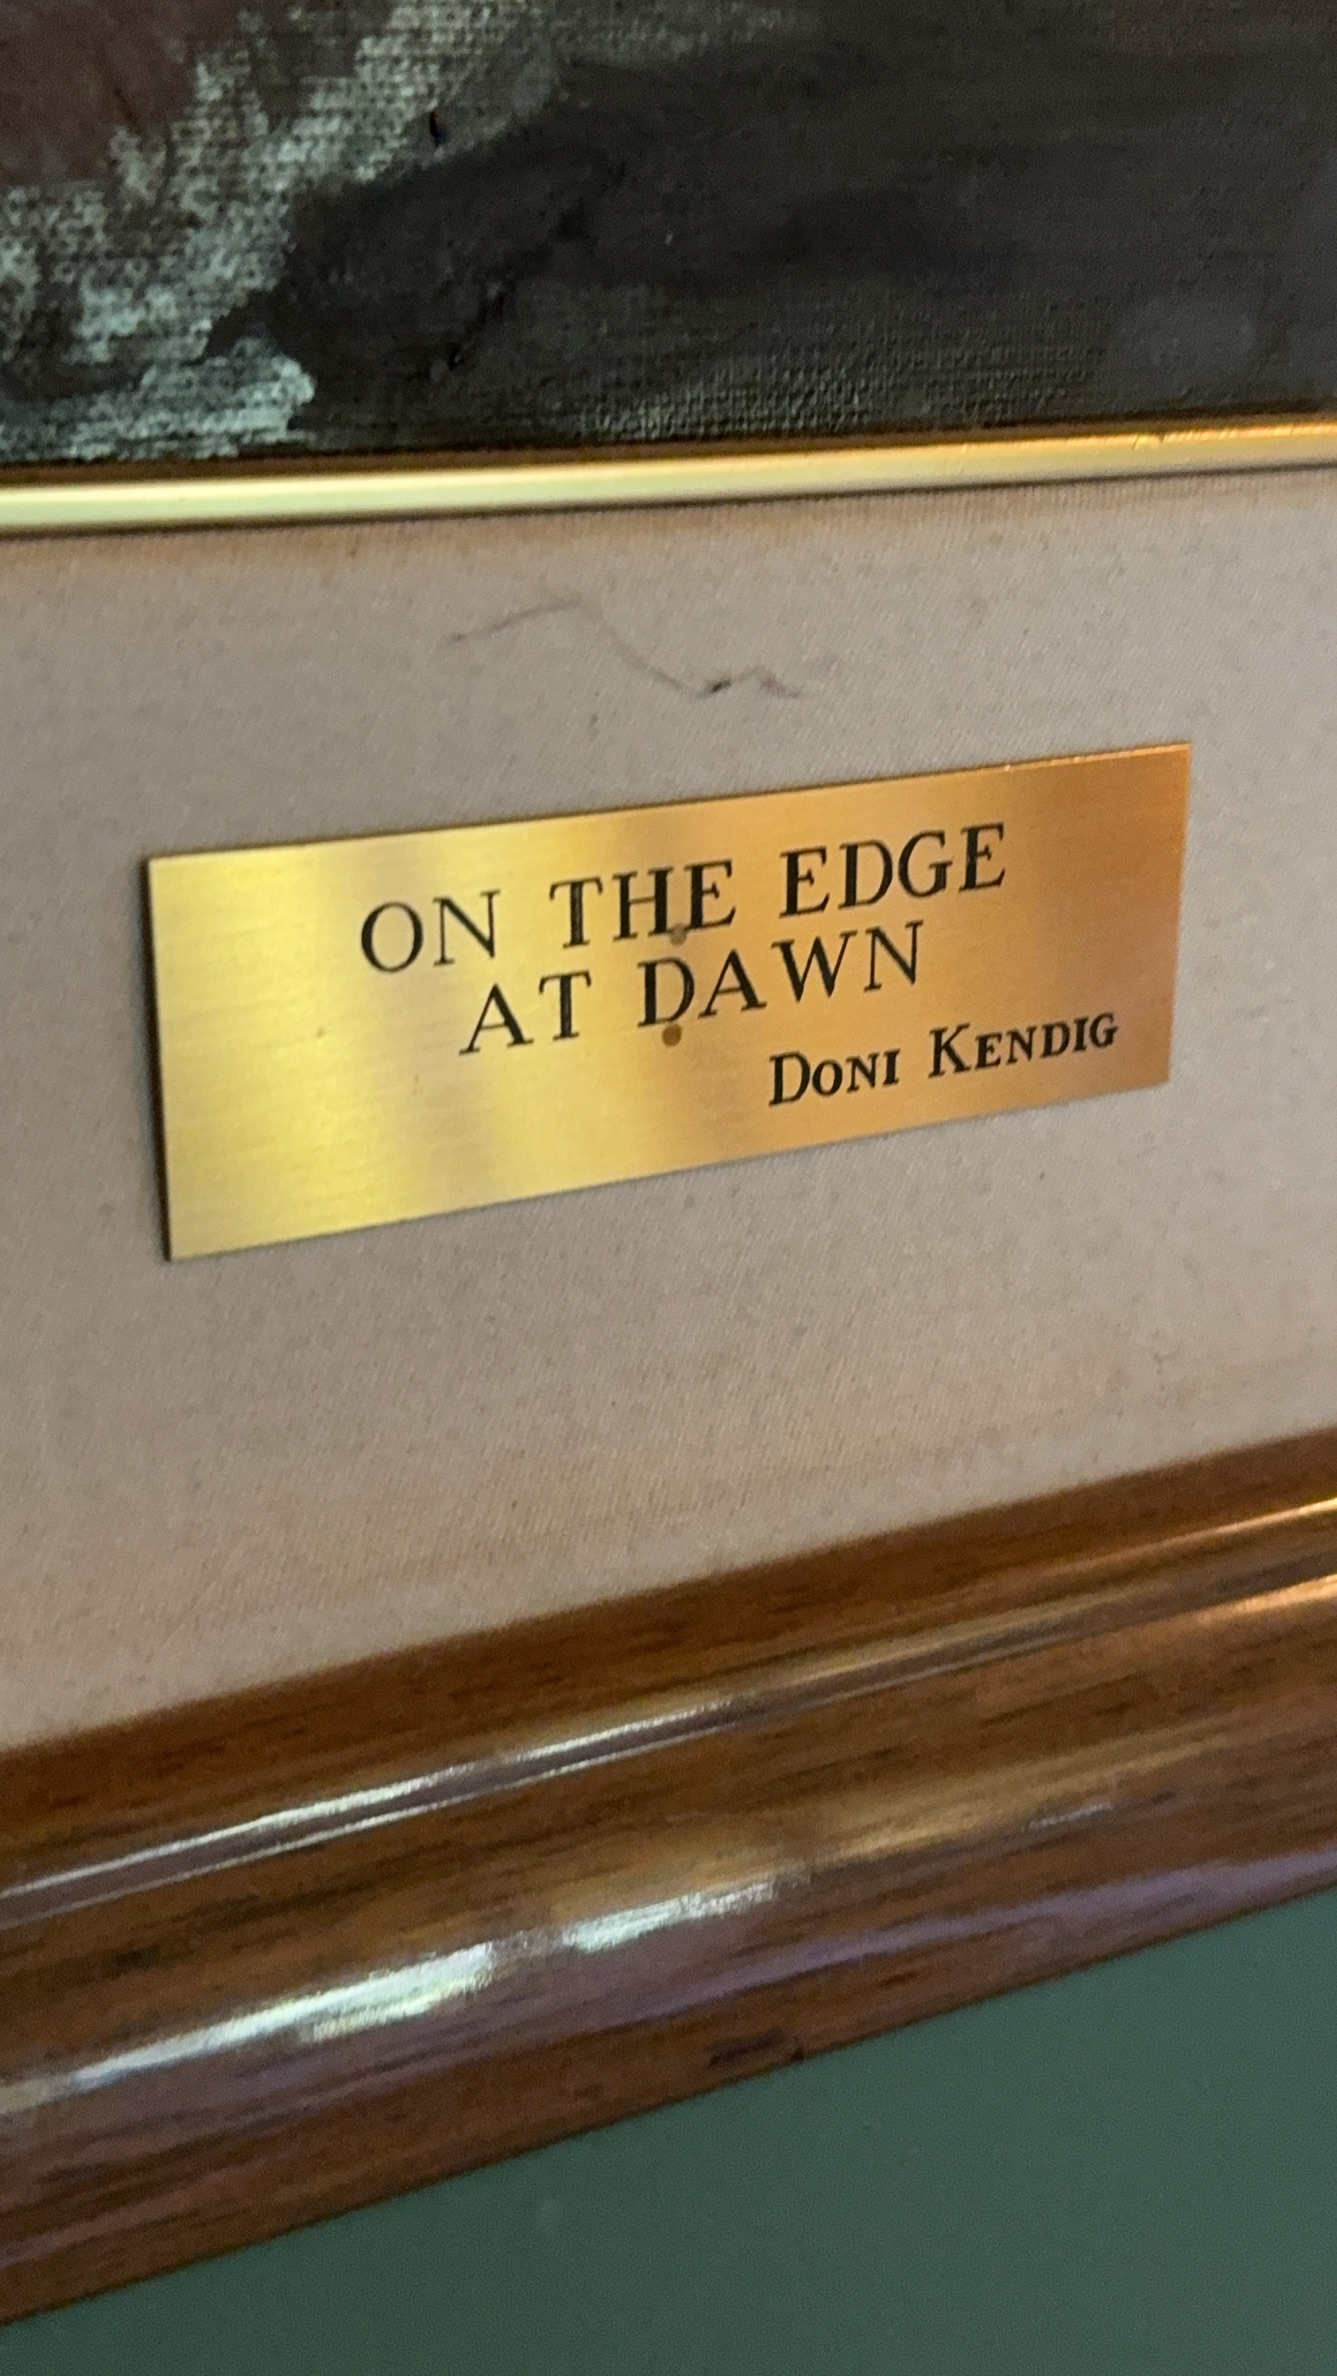 ON THE EDGE
AT DAWN
DONI KENDIG